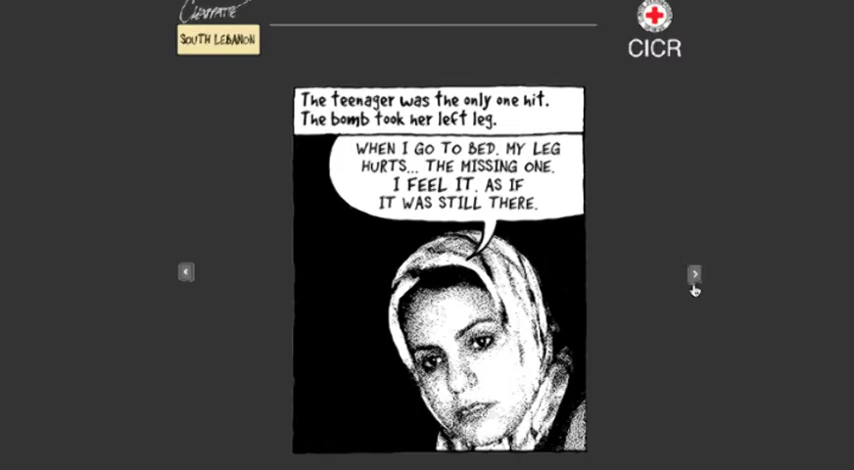 SOUTH LEBANON
CICR
The teenager was the only one hit.
The bomb took her left leg.
WHEN I GO TO BED, MY LEG
HURTS... THE MISSING ONE.
I FEEL IT. AS IF
IT WAS STILL THERE.